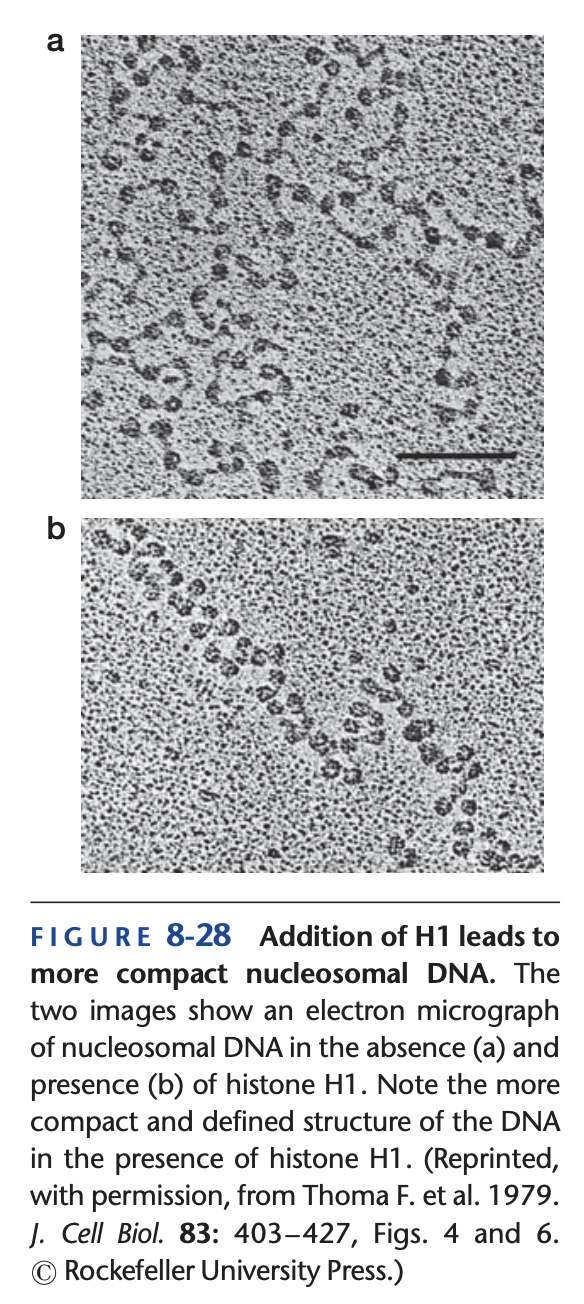 a
b
FIGURE 8-28 Addition of H1 leads to
more compact nucleosomal DNA. The
two images show an electron micrograph
of nucleosomal DNA in the absence (a) and
presence (b) of histone H1. Note the more
compact and defined structure of the DNA
in the presence of histone H1. (Reprinted,
with permission, from Thoma F. et al. 1979.
J. Cell Biol. 83: 403–427, Figs. 4 and 6.
© Rockefeller University Press.)